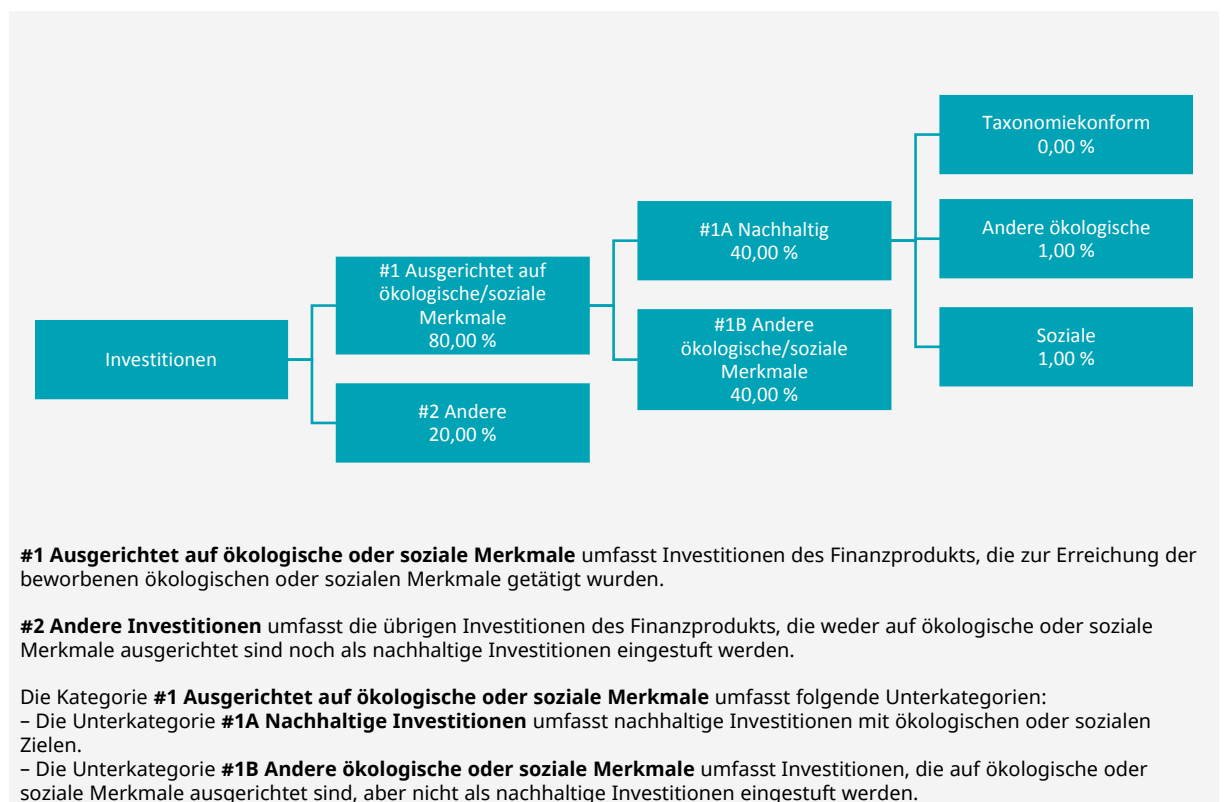 Taxonomiekonform
0,00 %
#1A Nachhaltig
40,00 %
Andere ökologische
1,00 %
#1 Ausgerichtet auf
ökologische/soziale
Merkmale
80,00 %
#1B Andere
ökologische/soziale
Merkmale
40,00 %
Soziale
1,00 %
Investitionen
#2 Andere
20,00 %
#1 Ausgerichtet auf ökologische oder soziale Merkmale umfasst Investitionen des Finanzprodukts, die zur Erreichung der
beworbenen ökologischen oder sozialen Merkmale getätigt wurden.
#2 Andere Investitionen umfasst die übrigen Investitionen des Finanzprodukts, die weder auf ökologische oder soziale
Merkmale ausgerichtet sind noch als nachhaltige Investitionen eingestuft werden.
Die Kategorie #1 Ausgerichtet auf ökologische oder soziale Merkmale umfasst folgende Unterkategorien:
– Die Unterkategorie #1A Nachhaltige Investitionen umfasst nachhaltige Investitionen mit ökologischen oder sozialen
Zielen.
– Die Unterkategorie #1B Andere ökologische oder soziale Merkmale umfasst Investitionen, die auf ökologische oder
soziale Merkmale ausgerichtet sind, aber nicht als nachhaltige Investitionen eingestuft werden.